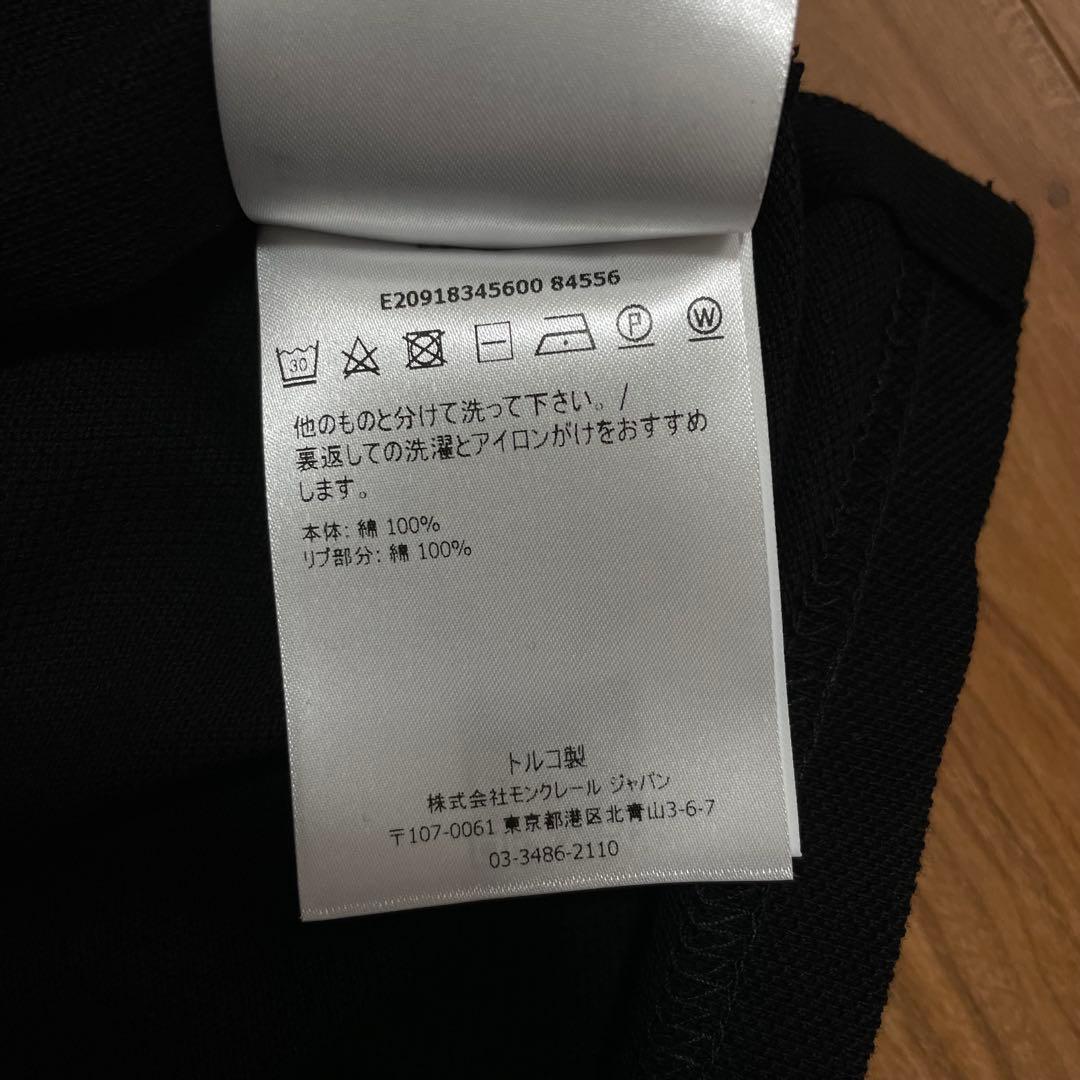 E20918345600 84556
30
P
W
他のものと分けて洗って下さい。/
裏返しての洗濯とアイロンがけをおすすめ
します。
本体: 綿 100%
リブ部分: 綿 100%
トルコ製
株式会社モンクレール ジャパン
〒107-0061 東京都港区北青山3-6-7
03-3486-2110